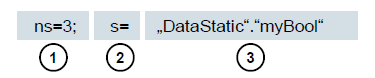 ns=3; s= „DataStatic“.“myBool“
1 2 3